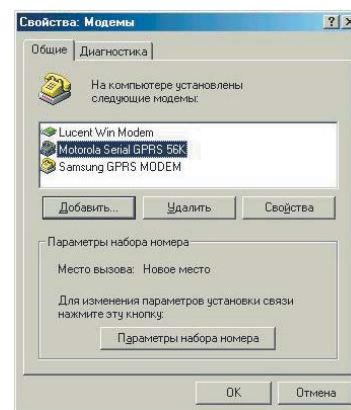 Свойства: Модемы
Общие Диагностика
На компьютере установлены
следующие модемы:
Lucent Win Modem
Motorola Serial GPRS 56K
Samsung GPRS MODEM
Добавить... Удалить Свойства
Параметры набора номера
Место вызова: Новое место
Для изменения параметров установки связи
нажмите эту кнопку:
Параметры набора номера
OK Отмена